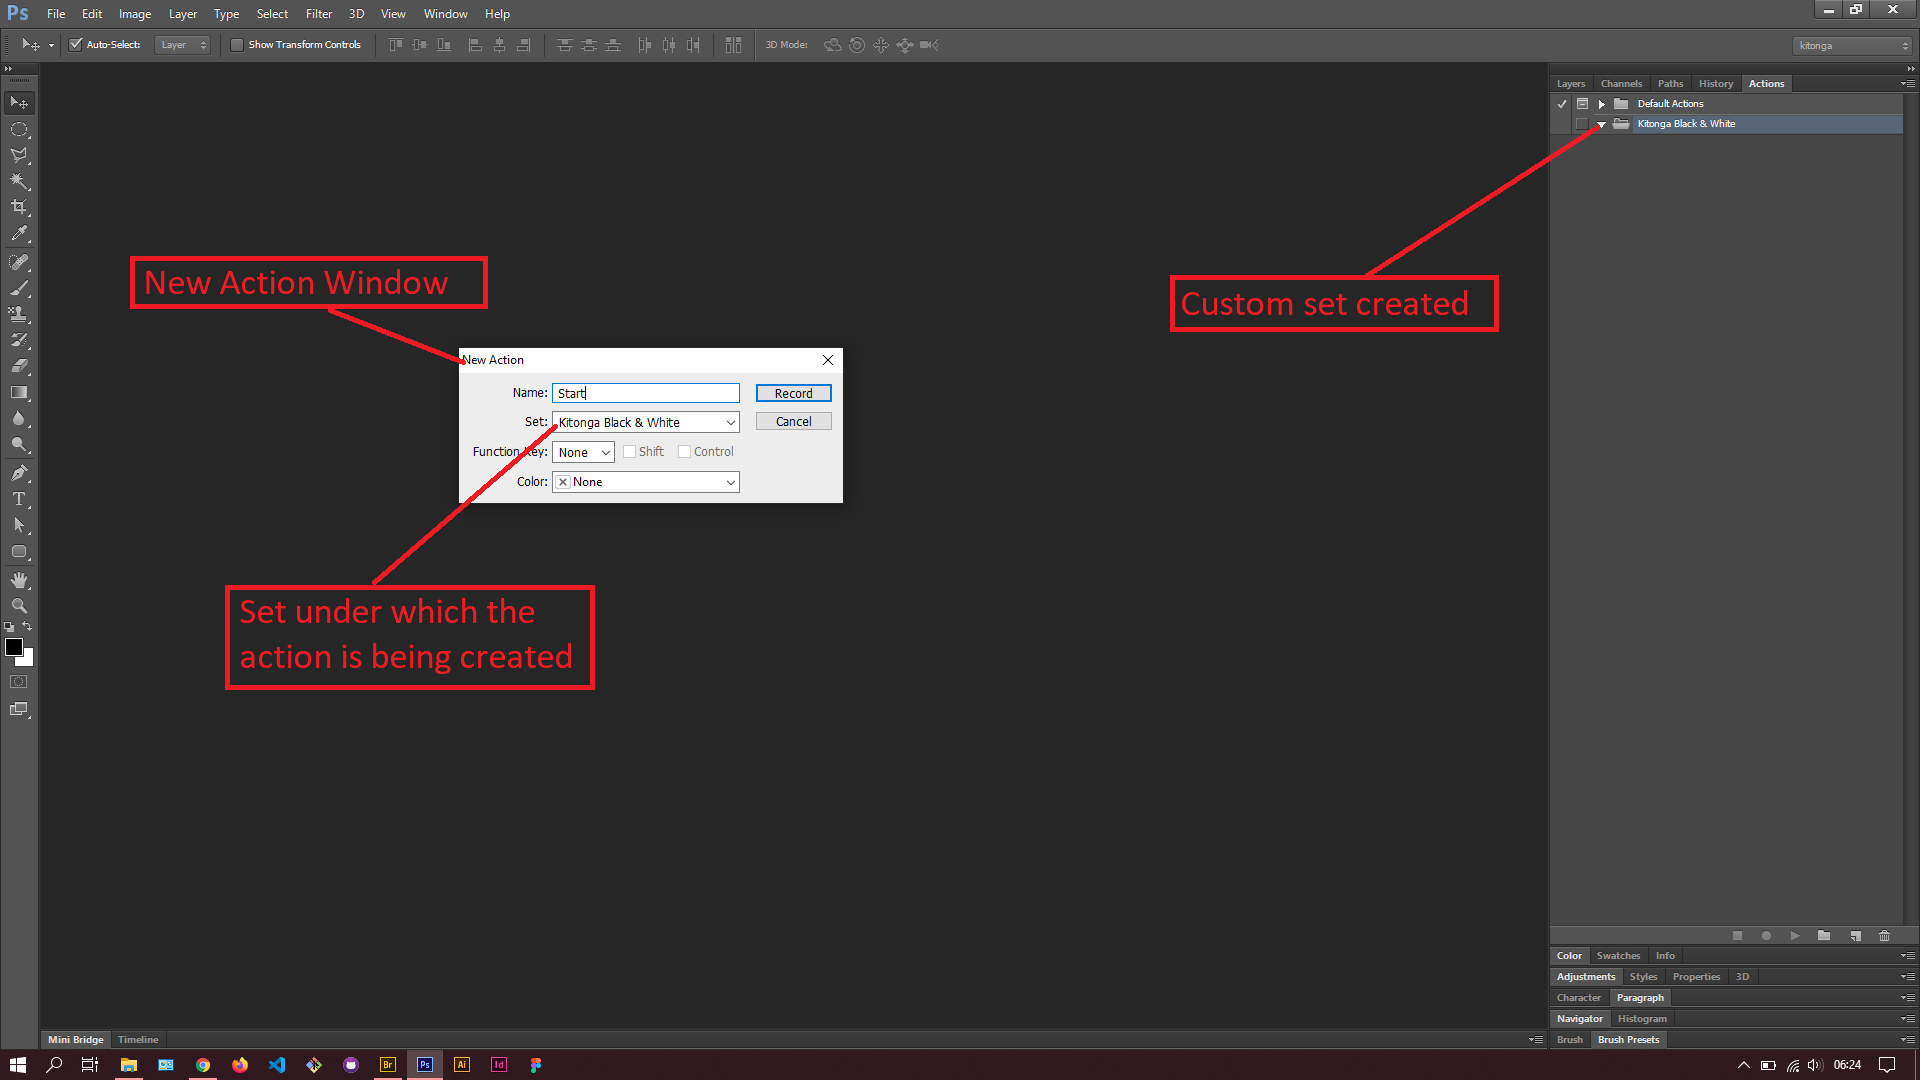 Ps File Edit Image Layer Type Select Filter 3D View Window Help
Auto-Select: Layer Show Transform Controls 3D Mode: kitonga
Layers Channels Paths History Actions
Default Actions
Kitonga Black & White
New Action Window
Custom set created
New Action
Name: Start Record
Set: Kitonga Black & White Cancel
Function Key: None Shift Control
Color: None
Set under which the
action is being created
Color Swatches Info
Adjustments Styles Properties 3D
Character Paragraph
Navigator Histogram
Mini Bridge Timeline
Brush Brush Presets
Br Ps Ai Id 06:24